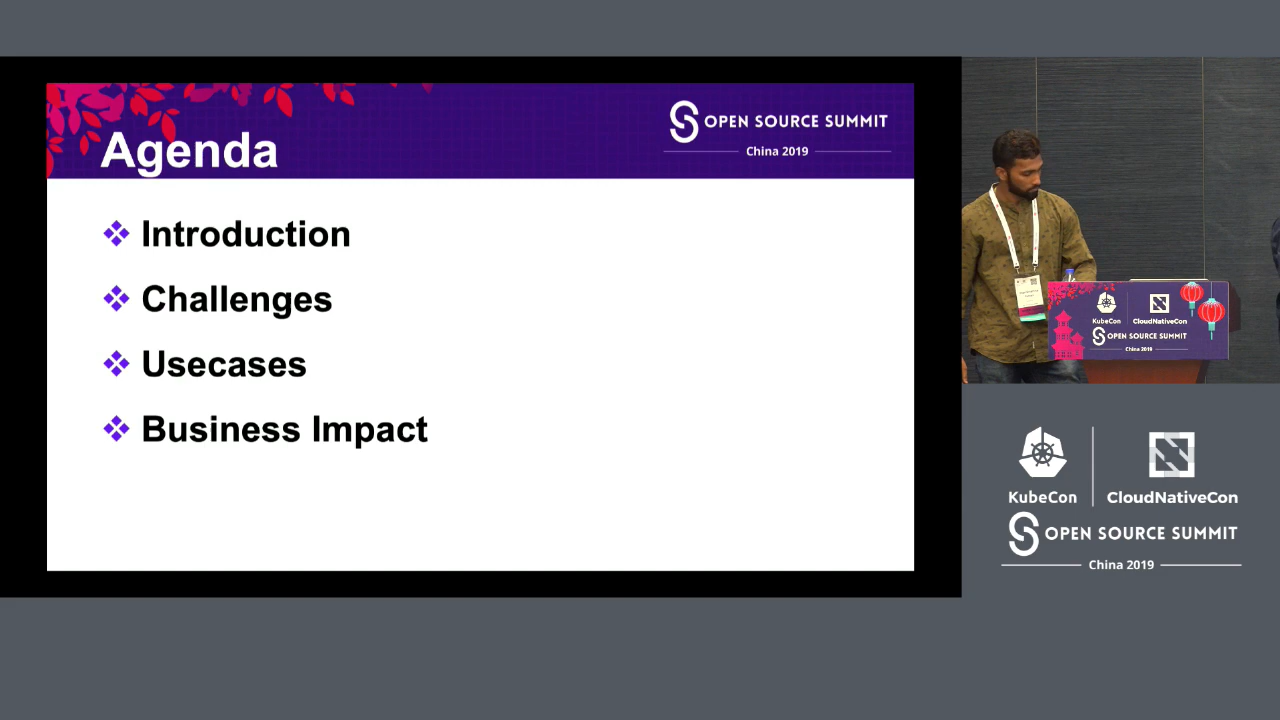 Agenda
OPEN SOURCE SUMMIT
China 2019
Introduction
Challenges
Usecases
Business Impact
KubeCon
CloudNativeCon
OPEN SOURCE SUMMIT
China 2019
KubeCon
CloudNativeCon
OPEN SOURCE SUMMIT
China 2019